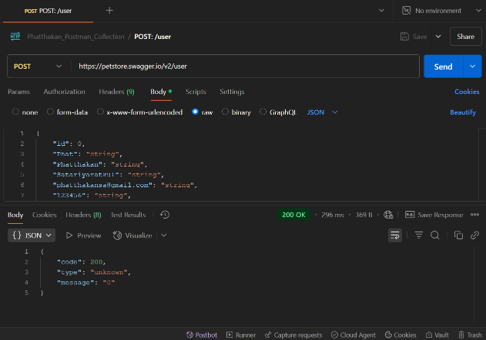 POST POST: /user
No environment
Phatthakan_Postman_Collection / POST: /user
Save Share
POST https://petstore.swagger.io/v2/user Send
Params Authorization Headers (9) Body Scripts Settings Cookies
none form-data x-www-form-urlencoded raw binary GraphQL JSON Beautify
1 {
2 "id": 0,
3 "Phat": "string",
4 "Phatthakan": "string",
5 "string",
6 "phatthakansa@gmail.com": "string",
7 "123456": "string",
Body Cookies Headers (8) Test Results 200 OK 296 ms 369 B Save Response
{} JSON Preview Visualize
1 {
2 "code": 200,
3 "type": "unknown",
4 "message": "0"
5 }
Postbot Runner Capture requests Cloud Agent Cookies Vault Trash